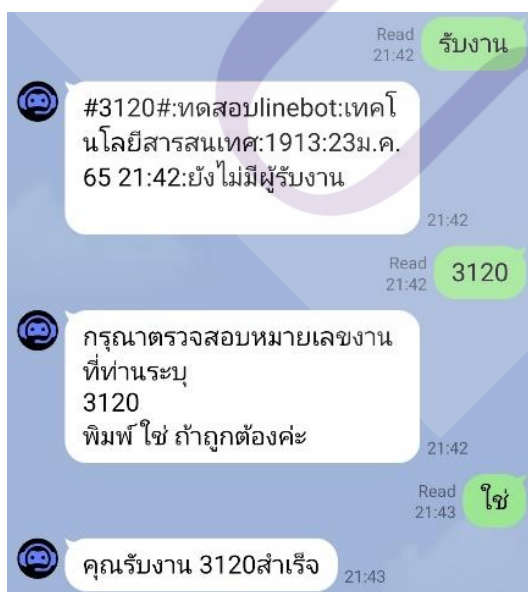 Read
21:42
รับงาน
#3120#:ทดสอบlinebot:เทคโ
นโลยีสารสนเทศ:1913:23ม.ค.
65 21:42:ยังไม่มีผู้รับงาน
21:42
Read
21:42
3120
กรุณาตรวจสอบหมายเลขงาน
ที่ท่านระบุ
3120
พิมพ์ ใช่ ถ้าถูกต้องค่ะ
21:42
Read
21:43
ใช่
คุณรับงาน 3120สำเร็จ
21:43